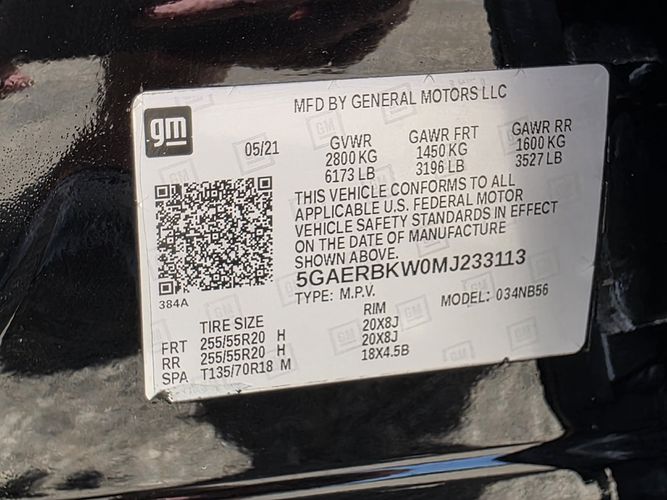 MFD BY GENERAL MOTORS LLC
gm
05/21
GVWR GAWR FRT GAWR RR
2800 KG 1450 KG 1600 KG
6173 LB 3196 LB 3527 LB
THIS VEHICLE CONFORMS TO ALL
APPLICABLE U.S. FEDERAL MOTOR
VEHICLE SAFETY STANDARDS IN EFFECT
ON THE DATE OF MANUFACTURE
SHOWN ABOVE.
5GAERBKW0MJ233113
384A
TYPE: M.P.V. MODEL: 034NB56
TIRE SIZE RIM
FRT 255/55R20 H 20X8J
RR 255/55R20 H 20X8J
SPA T135/70R18 M 18X4.5B